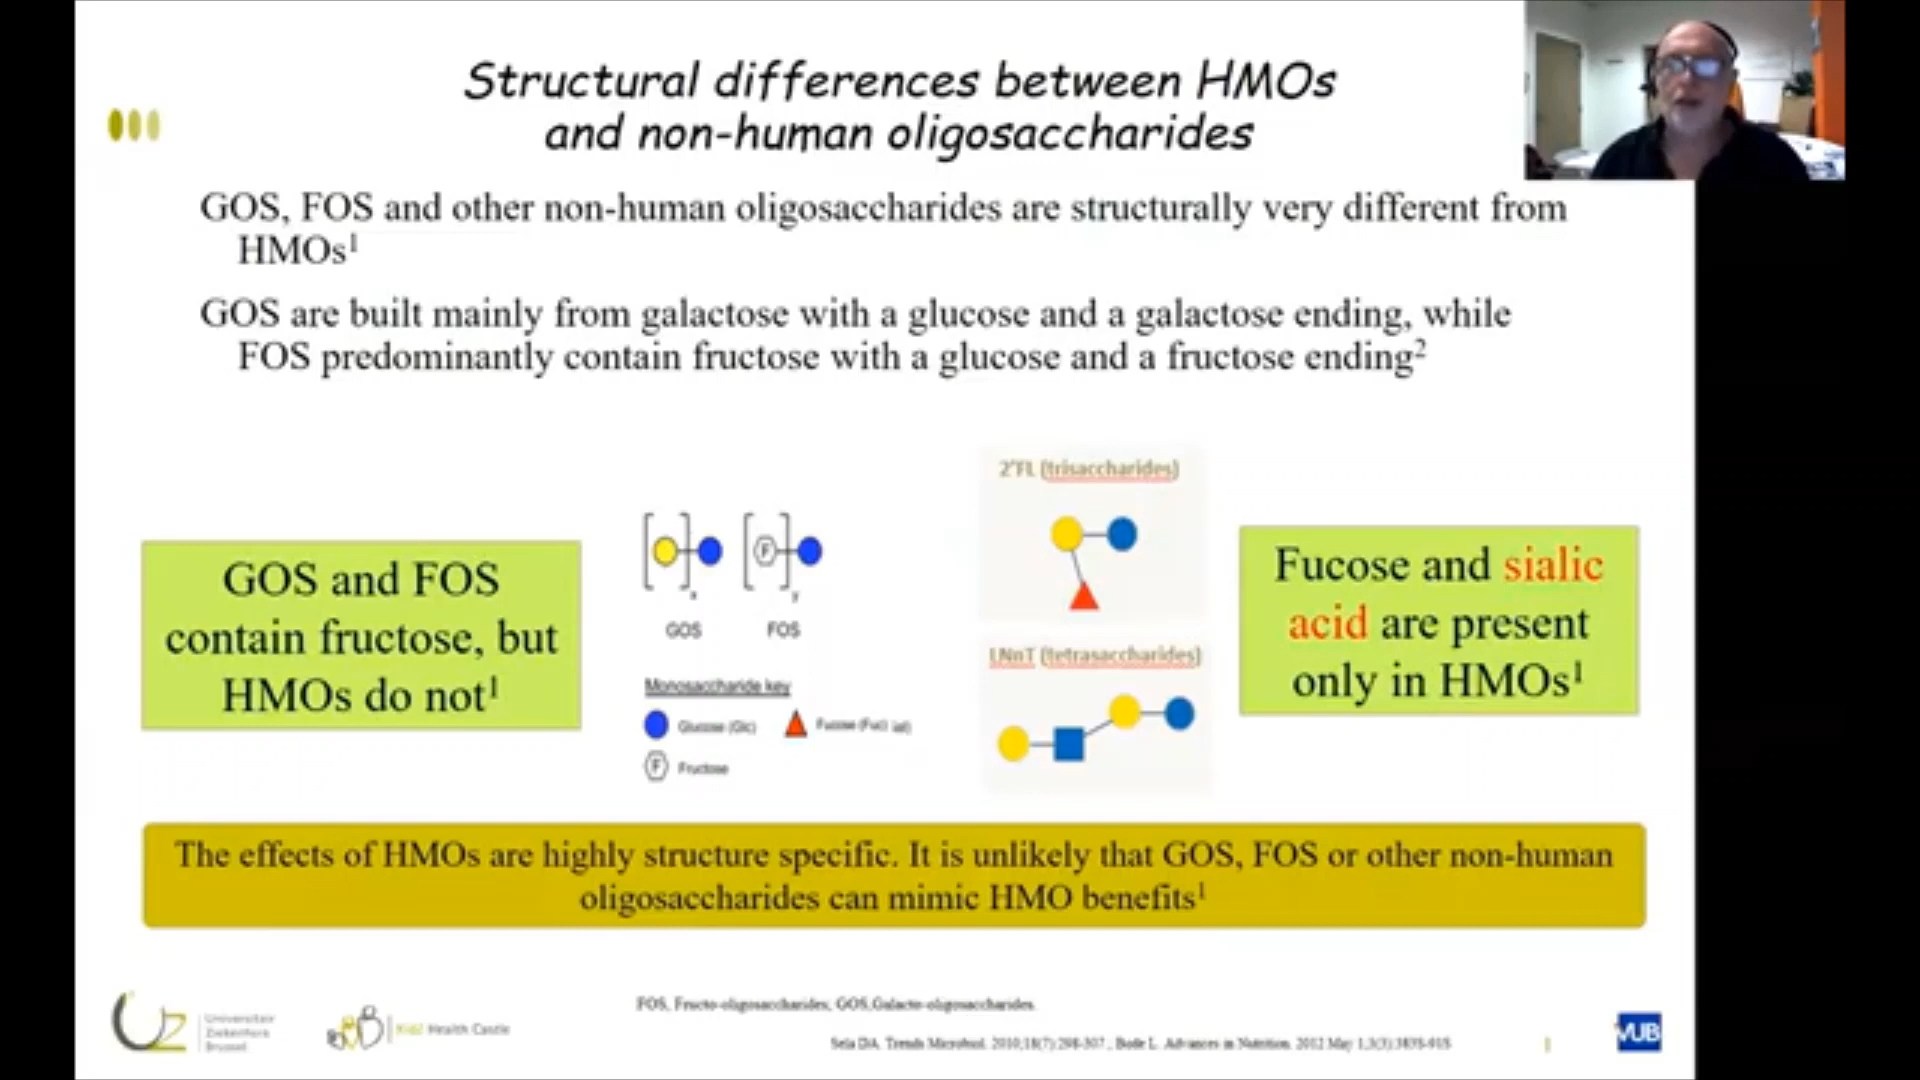 Structural differences between HMOs
and non-human oligosaccharides
GOS, FOS and other non-human oligosaccharides are structurally very different from
HMOs¹
GOS are built mainly from galactose with a glucose and a galactose ending, while
FOS predominantly contain fructose with a glucose and a fructose ending²
GOS and FOS
contain fructose, but
HMOs do not¹
F
x
y
GOS FOS
Monosaccharide key
Glucose (Glc) Fucose (Fuc)
F Fructose
2'FL (trisaccharides)
LNnT (tetrasaccharides)
Fucose and sialic
acid are present
only in HMOs¹
The effects of HMOs are highly structure specific. It is unlikely that GOS, FOS or other non-human
oligosaccharides can mimic HMO benefits¹
FOS, Fructo-oligosaccharides; GOS,Galacto-oligosaccharides.
Sela DA. Trends Microbiol. 2010;18(7):298-307., Bode L. Advances in Nutrition. 2012 May 1;3(3):383S-91S
UZ
Universitair
Ziekenhuis
Brussel
KidZ Health Castle
VUB